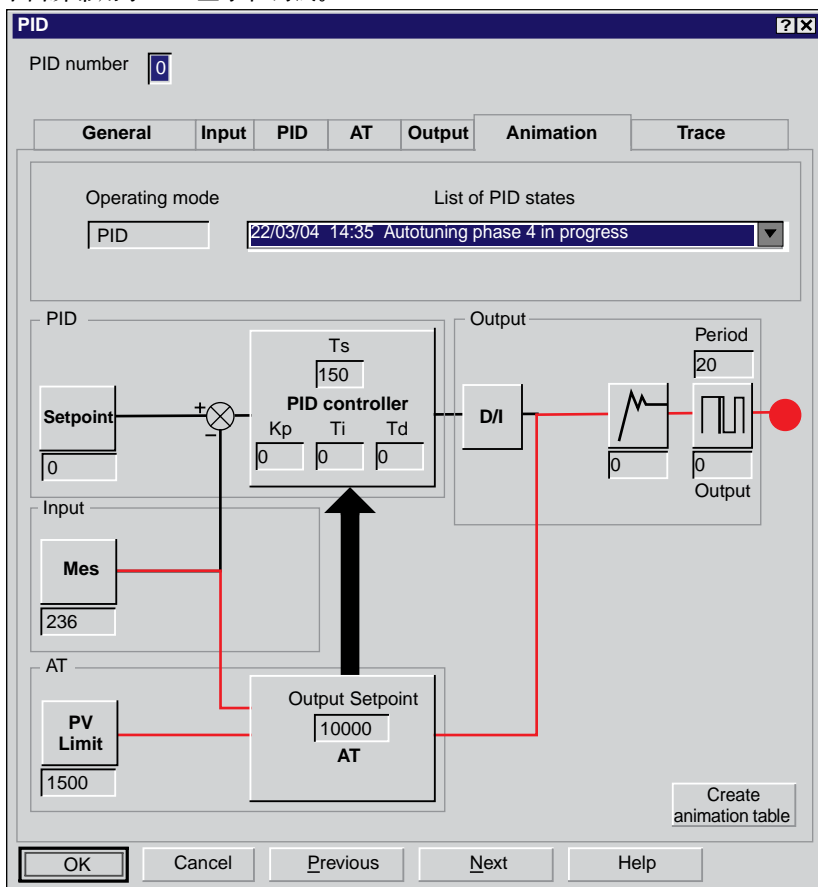 PID
PID number 0
General Input PID AT Output Animation Trace
Operating mode List of PID states
PID 22/03/04 14:35 Autotuning phase 4 in progress
PID
Output
Ts
150
PID controller
Kp Ti Td
0 0 0
Setpoint
0
+
−
D/I
Period
20
0
0
Output
Input
Mes
236
AT
PV
Limit
1500
Output Setpoint
10000
AT
Create
animation table
OK Cancel Previous Next Help